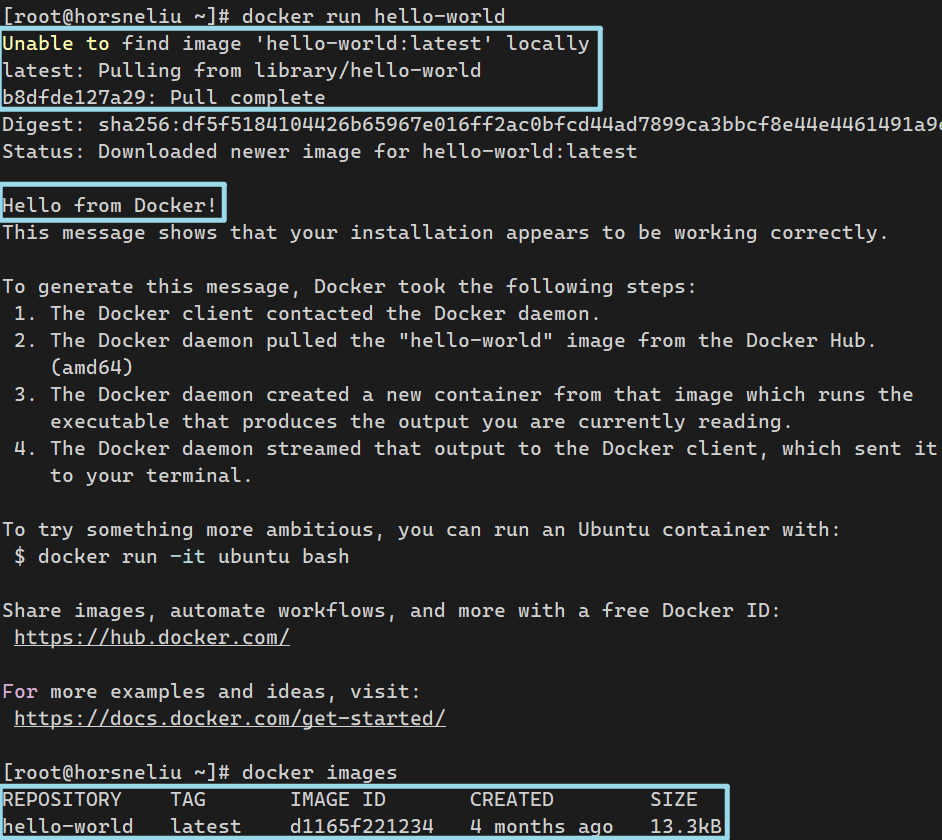 [root@horsneliu ~]# docker run hello-world
Unable to find image 'hello-world:latest' locally
latest: Pulling from library/hello-world
b8dfde127a29: Pull complete
Digest: sha256:df5f5184104426b65967e016ff2ac0bfcd44ad7899ca3bbcf8e44e4461491a9e
Status: Downloaded newer image for hello-world:latest
Hello from Docker!
This message shows that your installation appears to be working correctly.
To generate this message, Docker took the following steps:
1. The Docker client contacted the Docker daemon.
2. The Docker daemon pulled the "hello-world" image from the Docker Hub.
(amd64)
3. The Docker daemon created a new container from that image which runs the
executable that produces the output you are currently reading.
4. The Docker daemon streamed that output to the Docker client, which sent it
to your terminal.
To try something more ambitious, you can run an Ubuntu container with:
$ docker run -it ubuntu bash
Share images, automate workflows, and more with a free Docker ID:
https://hub.docker.com/
For more examples and ideas, visit:
https://docs.docker.com/get-started/
[root@horsneliu ~]# docker images
REPOSITORY TAG IMAGE ID CREATED SIZE
hello-world latest d1165f221234 4 months ago 13.3kB